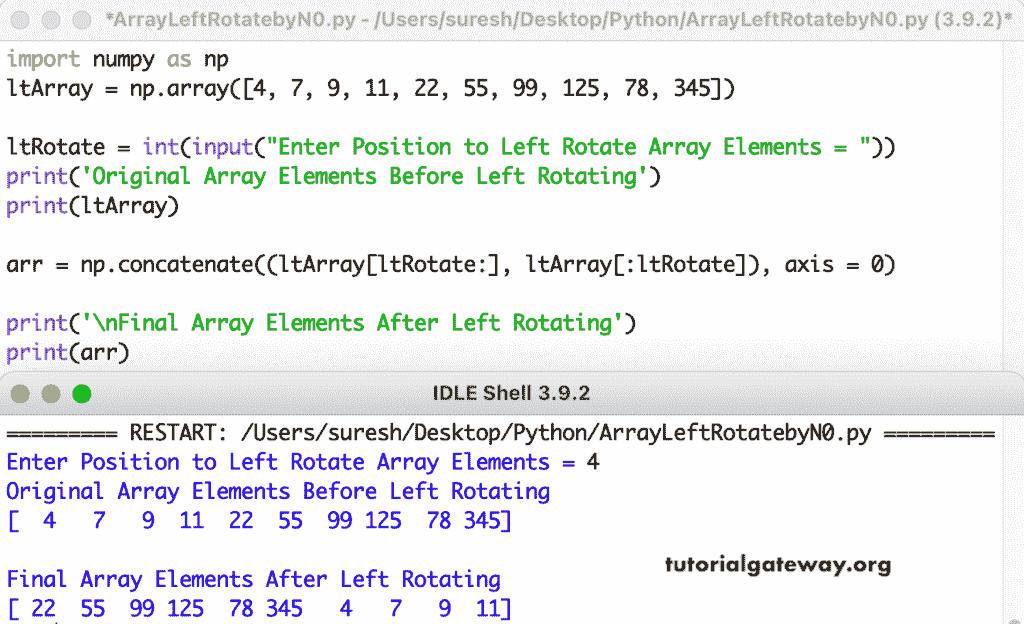 *ArrayLeftRotatebyN0.py - /Users/suresh/Desktop/Python/ArrayLeftRotatebyN0.py (3.9.2)*
import numpy as np
ltArray = np.array([4, 7, 9, 11, 22, 55, 99, 125, 78, 345])
ltRotate = int(input("Enter Position to Left Rotate Array Elements = "))
print('Original Array Elements Before Left Rotating')
print(ltArray)
arr = np.concatenate((ltArray[ltRotate:], ltArray[:ltRotate]), axis = 0)
print('\nFinal Array Elements After Left Rotating')
print(arr)
IDLE Shell 3.9.2
========= RESTART: /Users/suresh/Desktop/Python/ArrayLeftRotatebyN0.py =========
Enter Position to Left Rotate Array Elements = 4
Original Array Elements Before Left Rotating
[  4   7   9  11  22  55  99 125  78 345]
tutorialgateway.org
Final Array Elements After Left Rotating
[ 22  55  99 125  78 345   4   7   9  11]